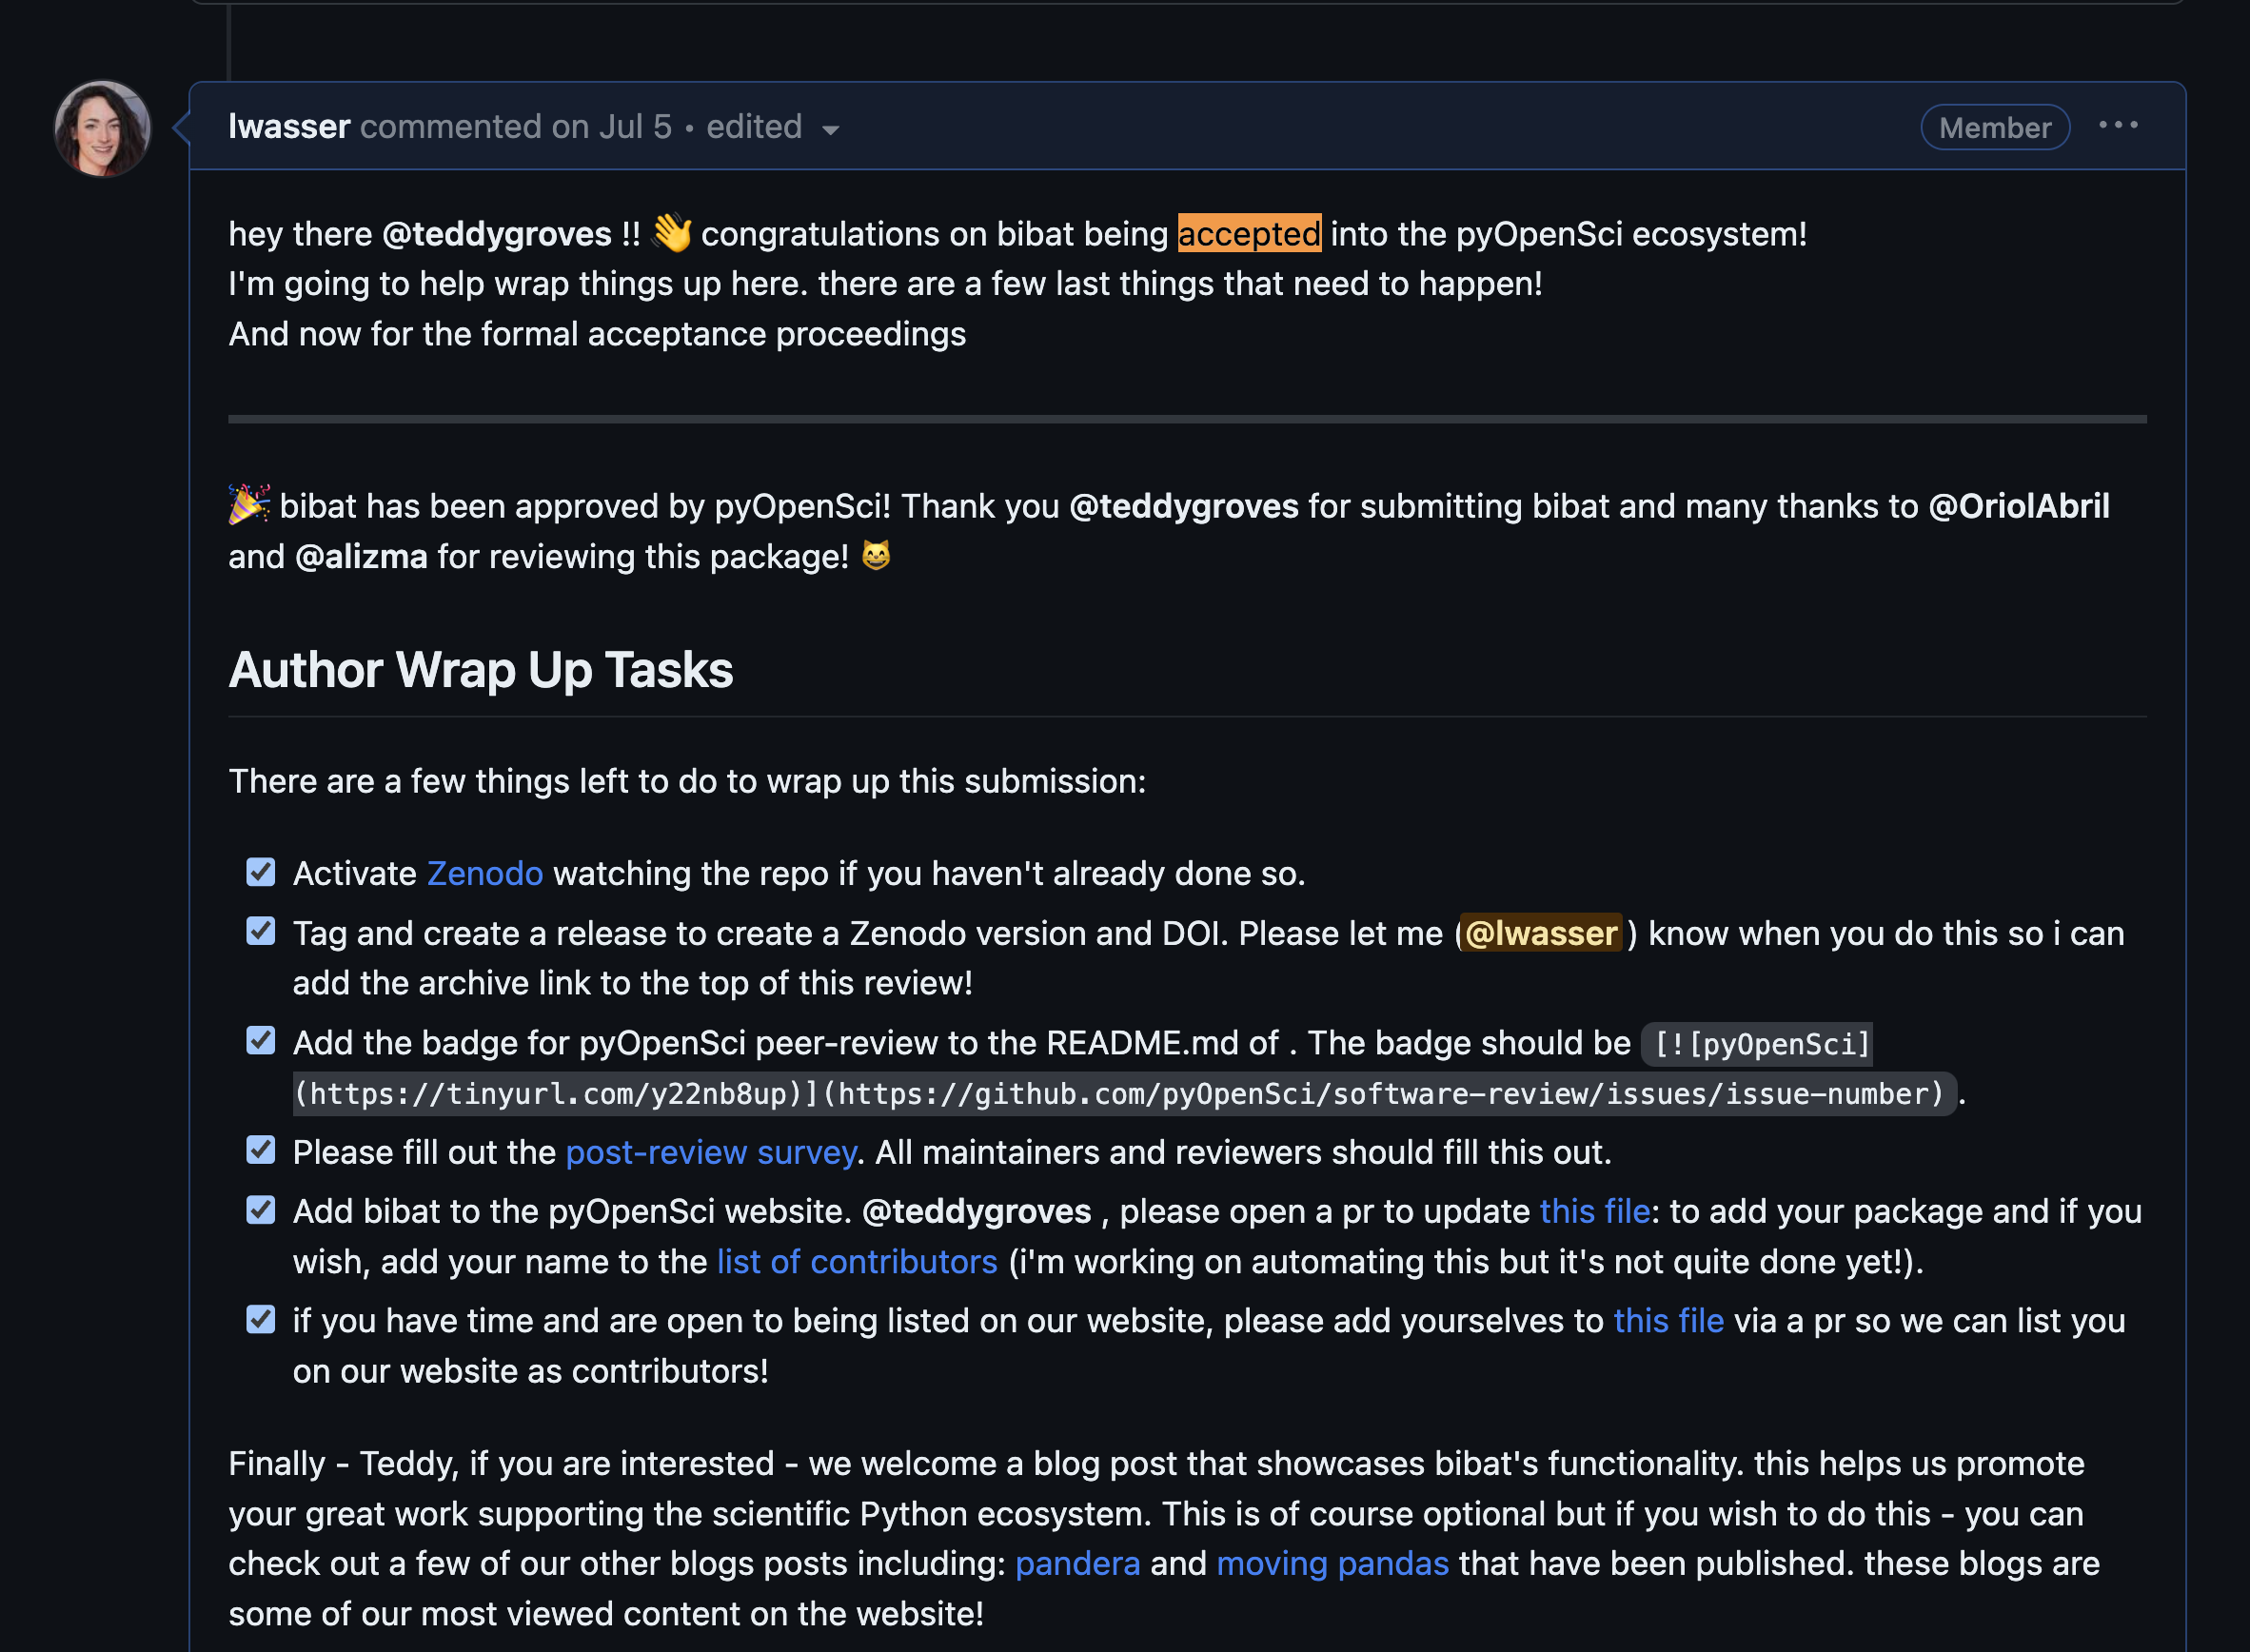 lwasser commented on Jul 5 • edited
Member
hey there @teddygroves !! 👋 congratulations on bibat being accepted into the pyOpenSci ecosystem!
I'm going to help wrap things up here. there are a few last things that need to happen!
And now for the formal acceptance proceedings
🎉 bibat has been approved by pyOpenSci! Thank you @teddygroves for submitting bibat and many thanks to @OriolAbril
and @alizma for reviewing this package! 😸
Author Wrap Up Tasks
There are a few things left to do to wrap up this submission:
Activate Zenodo watching the repo if you haven't already done so.
Tag and create a release to create a Zenodo version and DOI. Please let me (@lwasser ) know when you do this so i can
add the archive link to the top of this review!
Add the badge for pyOpenSci peer-review to the README.md of . The badge should be [![pyOpenSci]
(https://tinyurl.com/y22nb8up)](https://github.com/pyOpenSci/software-review/issues/issue-number) .
Please fill out the post-review survey. All maintainers and reviewers should fill this out.
Add bibat to the pyOpenSci website. @teddygroves , please open a pr to update this file: to add your package and if you
wish, add your name to the list of contributors (i'm working on automating this but it's not quite done yet!).
if you have time and are open to being listed on our website, please add yourselves to this file via a pr so we can list you
on our website as contributors!
Finally - Teddy, if you are interested - we welcome a blog post that showcases bibat's functionality. this helps us promote
your great work supporting the scientific Python ecosystem. This is of course optional but if you wish to do this - you can
check out a few of our other blogs posts including: pandera and moving pandas that have been published. these blogs are
some of our most viewed content on the website!